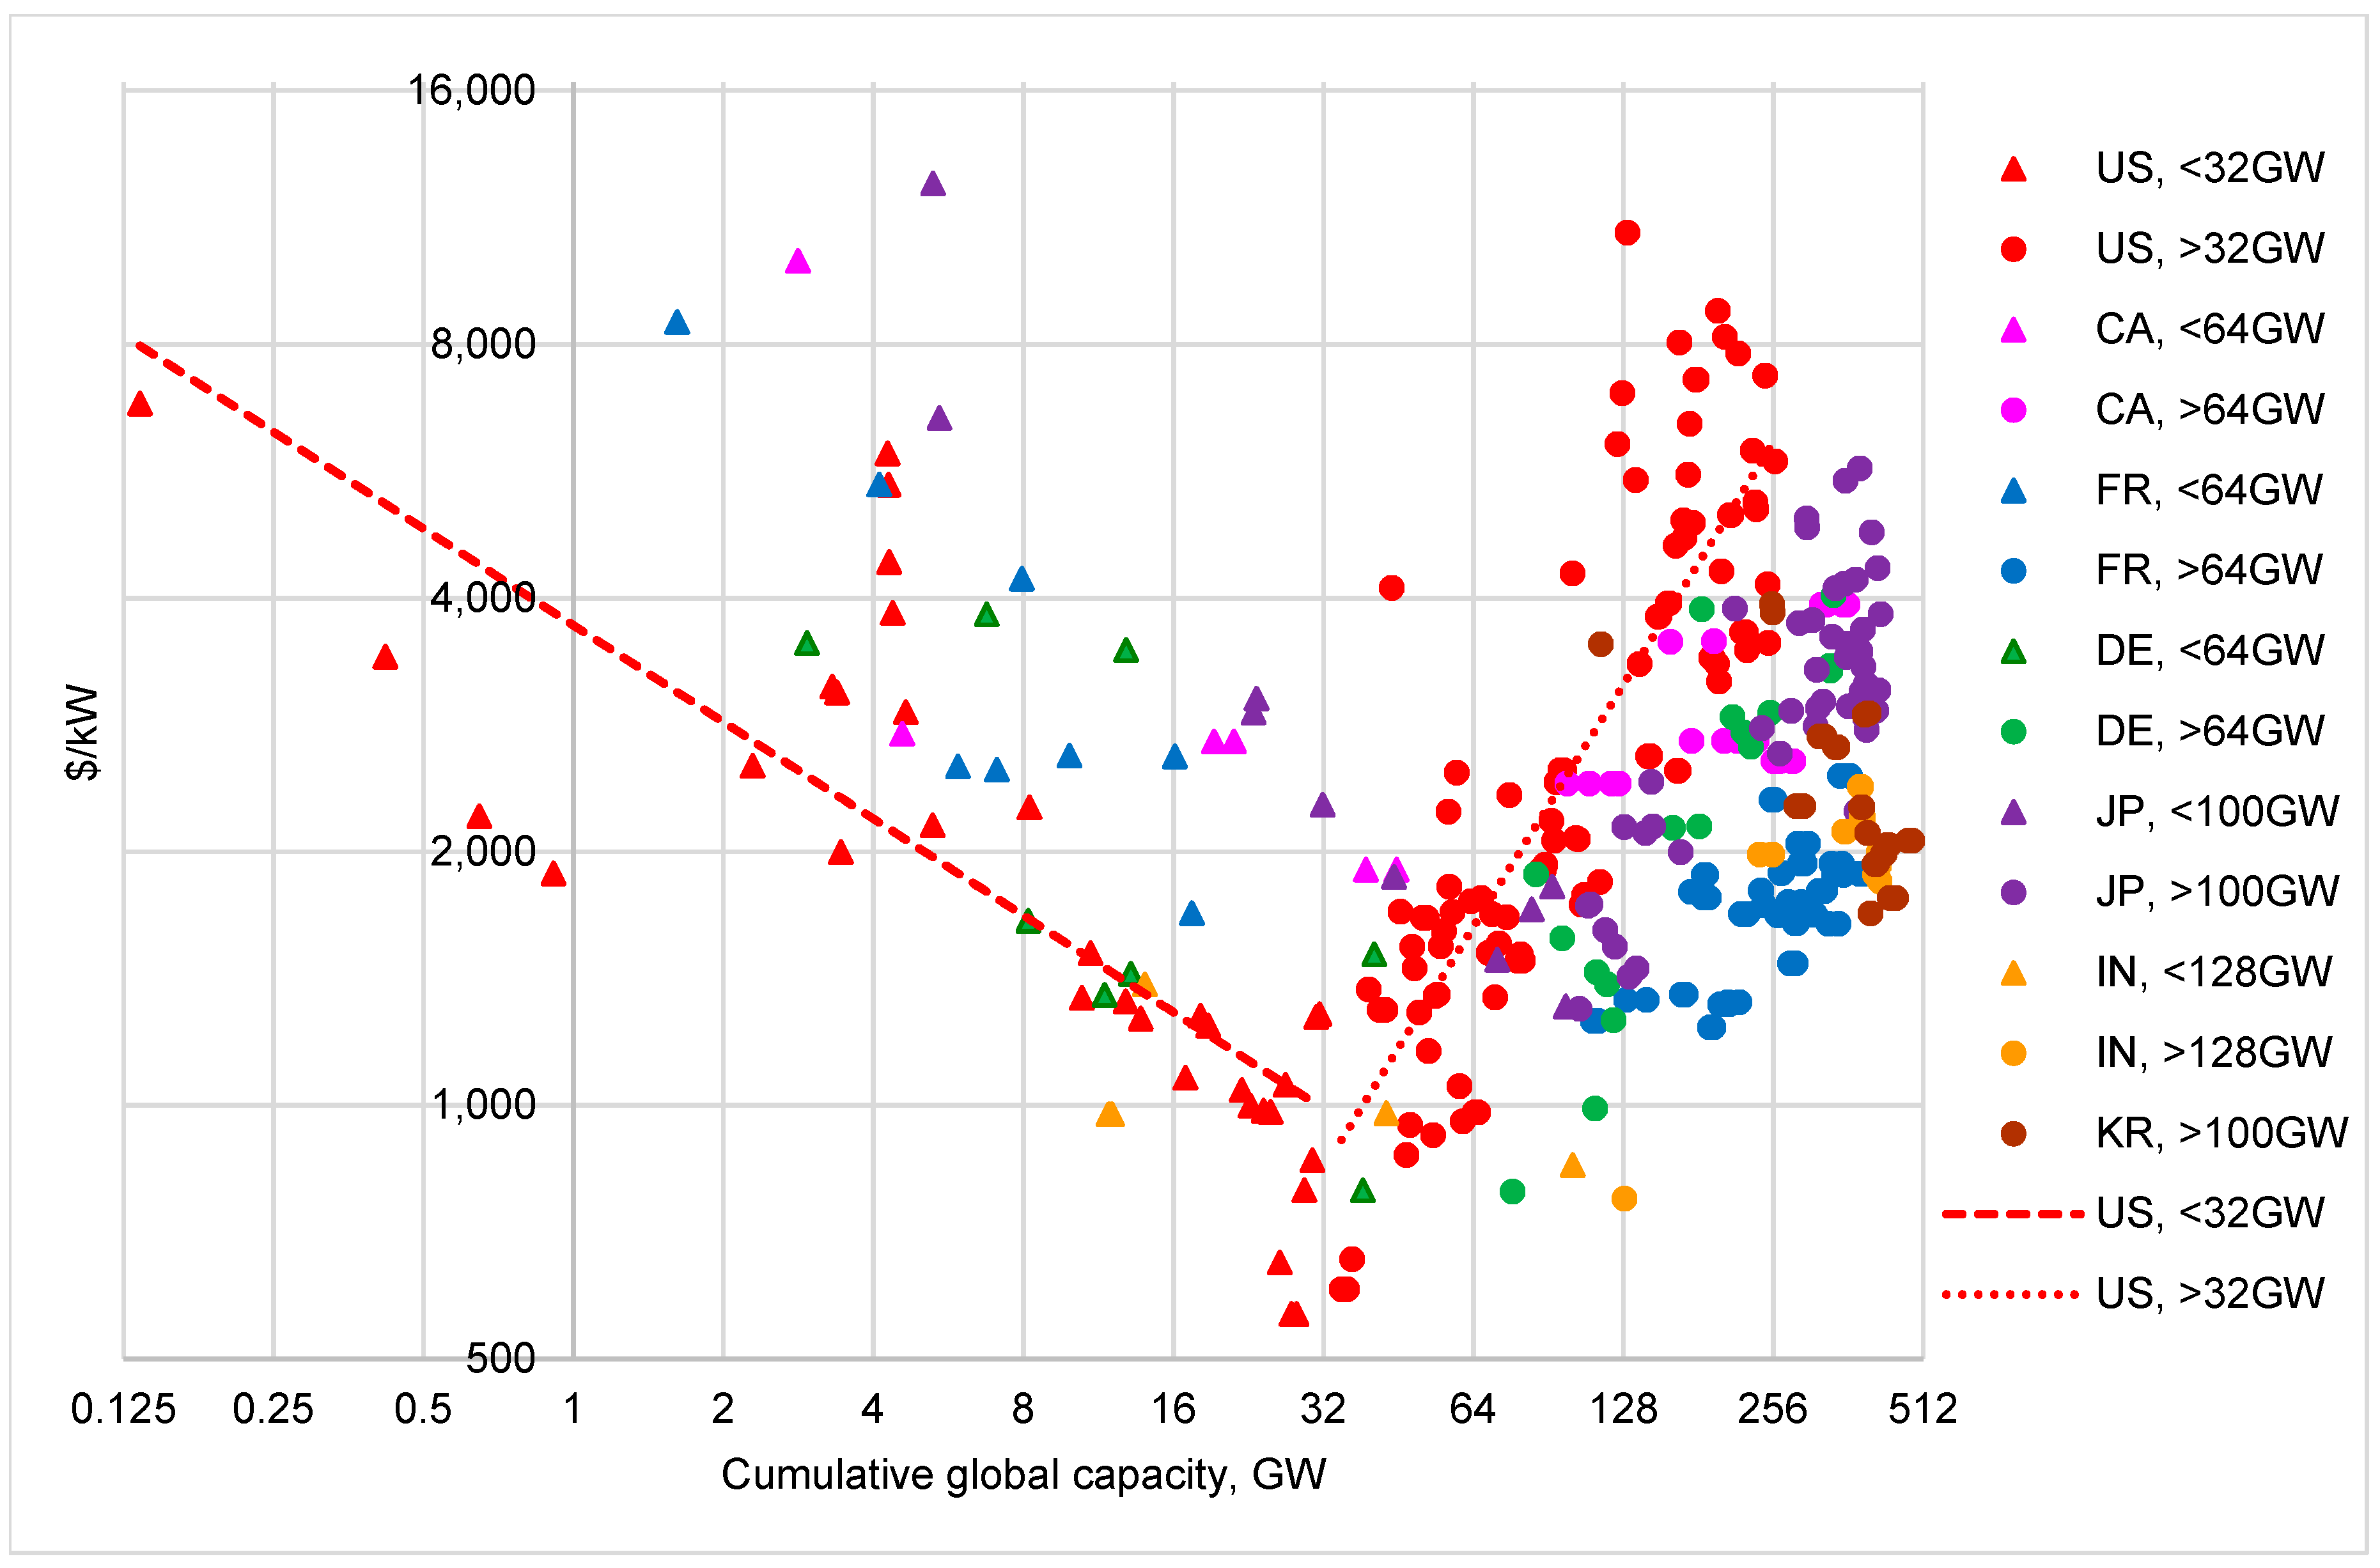 16,000
8,000
4,000
2,000
1,000
500
$/kW
0.125 0.25 0.5 1 2 4 8 16 32 64 128 256 512
Cumulative global capacity, GW
US, <32GW
US, >32GW
CA, <64GW
CA, >64GW
FR, <64GW
FR, >64GW
DE, <64GW
DE, >64GW
JP, <100GW
JP, >100GW
IN, <128GW
IN, >128GW
KR, >100GW
US, <32GW
US, >32GW